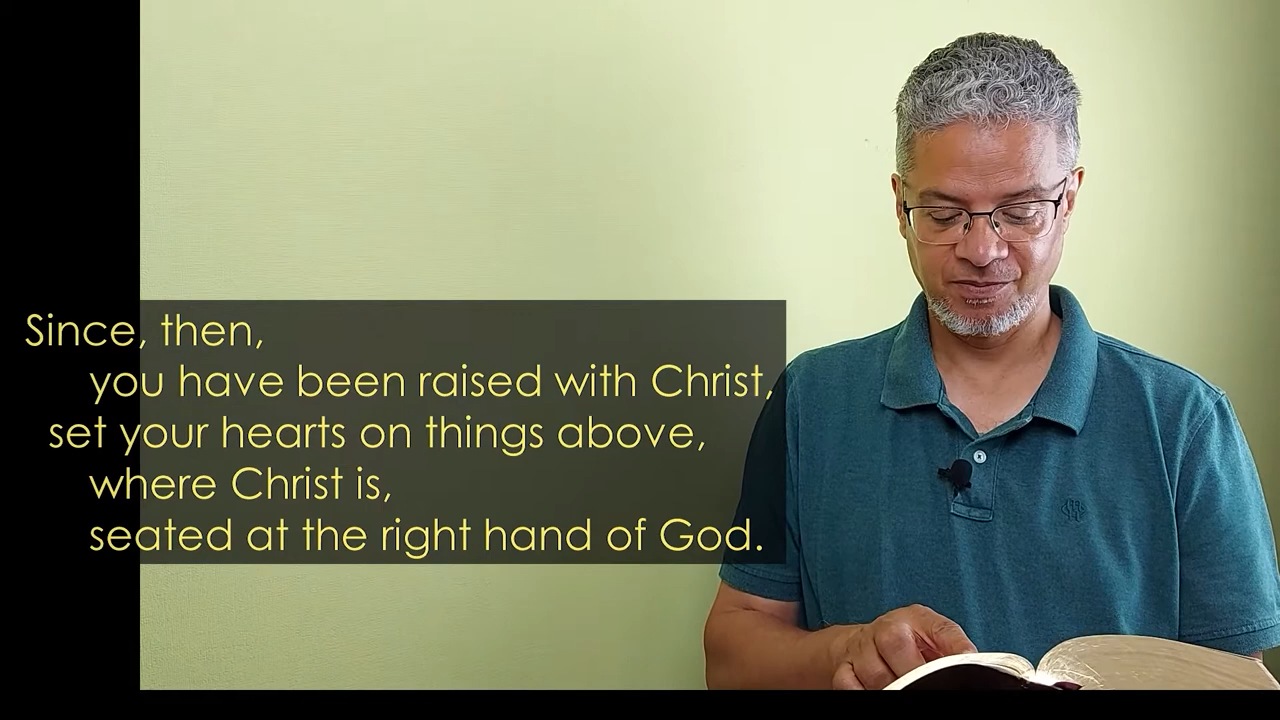 Since, then,
you have been raised with Christ,
set your hearts on things above,
where Christ is,
seated at the right hand of God.